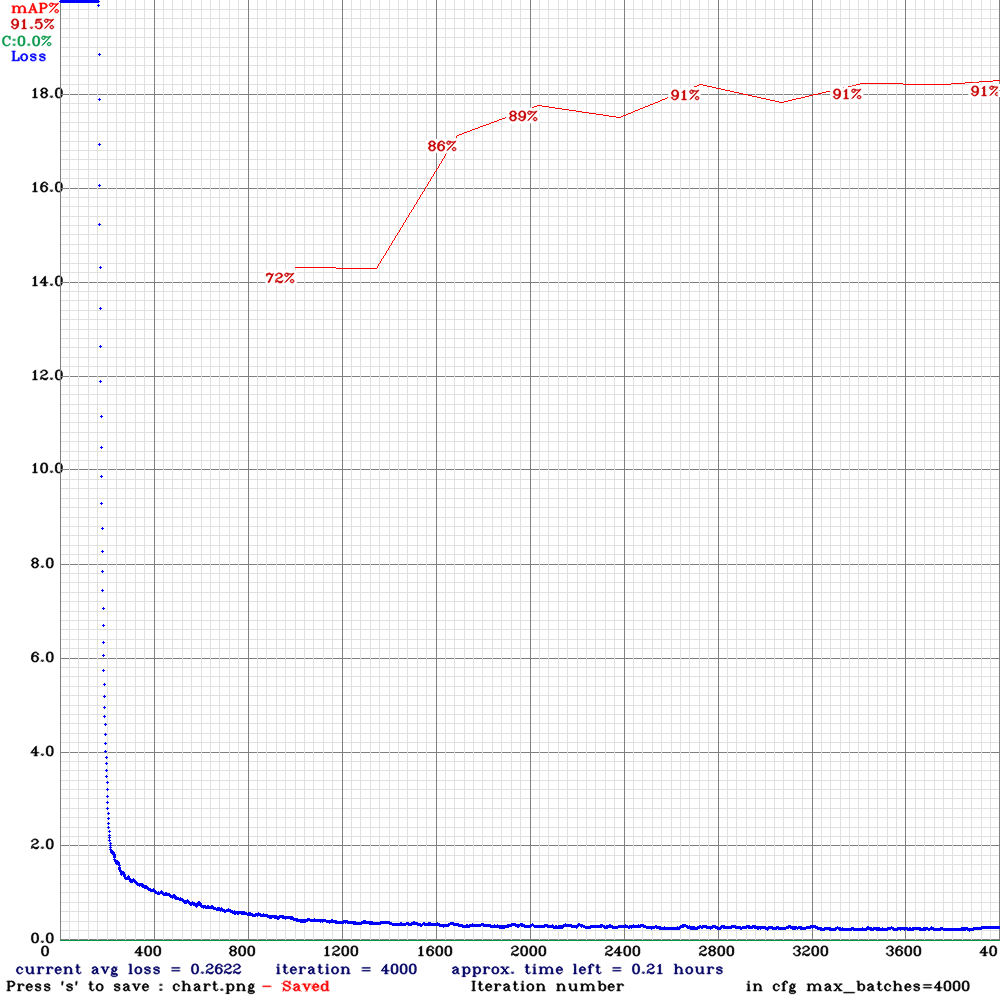 mAP%
91.5%
C:0.0%
Loss
18.0
91%
91%
91%
89%
86%
16.0
14.0
72%
12.0
10.0
8.0
6.0
4.0
2.0
0.0
0 400 800 1200 1600 2000 2400 2800 3200 3600 40
current avg loss = 0.2622 iteration = 4000 approx. time left = 0.21 hours
Press 's' to save : chart.png - Saved Iteration number in cfg max_batches=4000